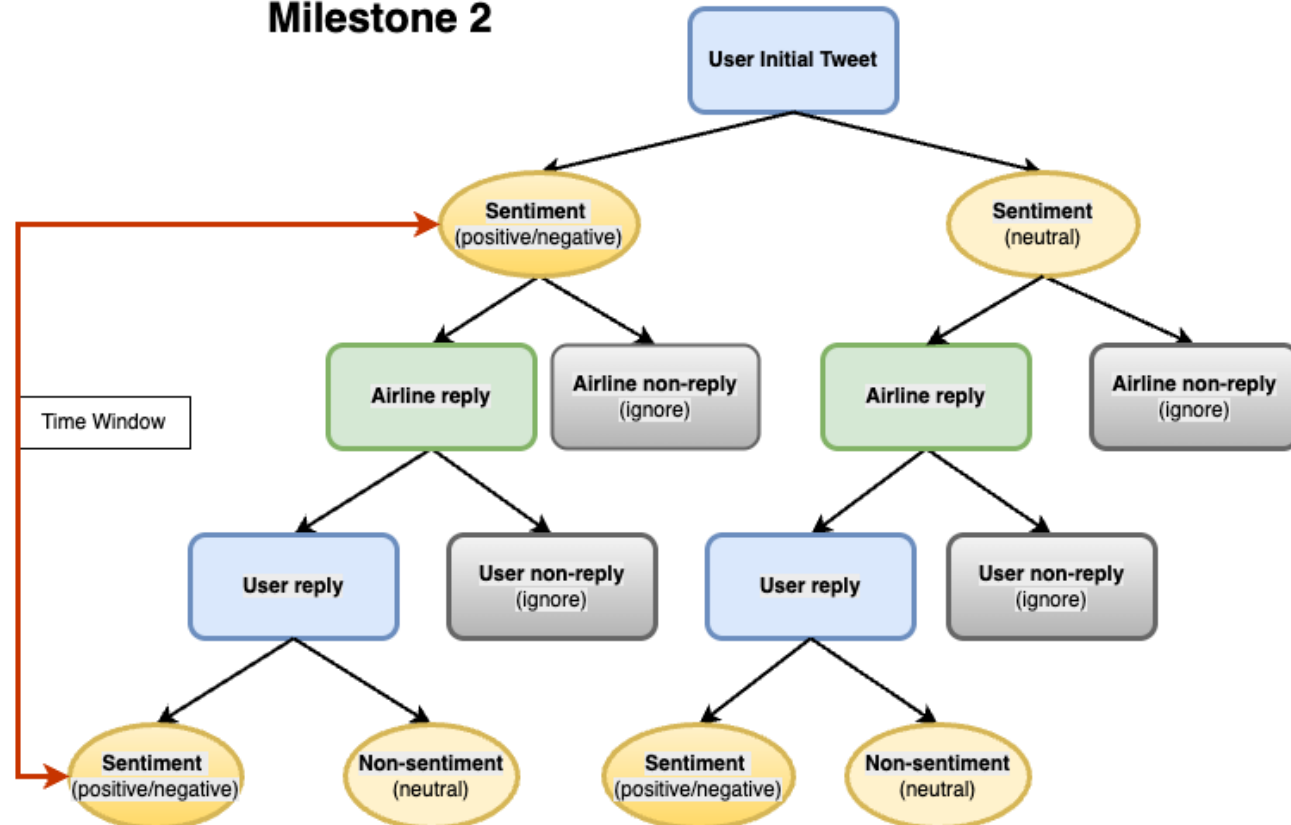 Milestone 2
User Initial Tweet
Sentiment
(positive/negative)
Sentiment
(neutral)
Airline reply
Airline non-reply
(ignore)
Airline reply
Airline non-reply
(ignore)
Time Window
User reply
User non-reply
(ignore)
User reply
User non-reply
(ignore)
Sentiment
(positive/negative)
Non-sentiment
(neutral)
Sentiment
(positive/negative)
Non-sentiment
(neutral)